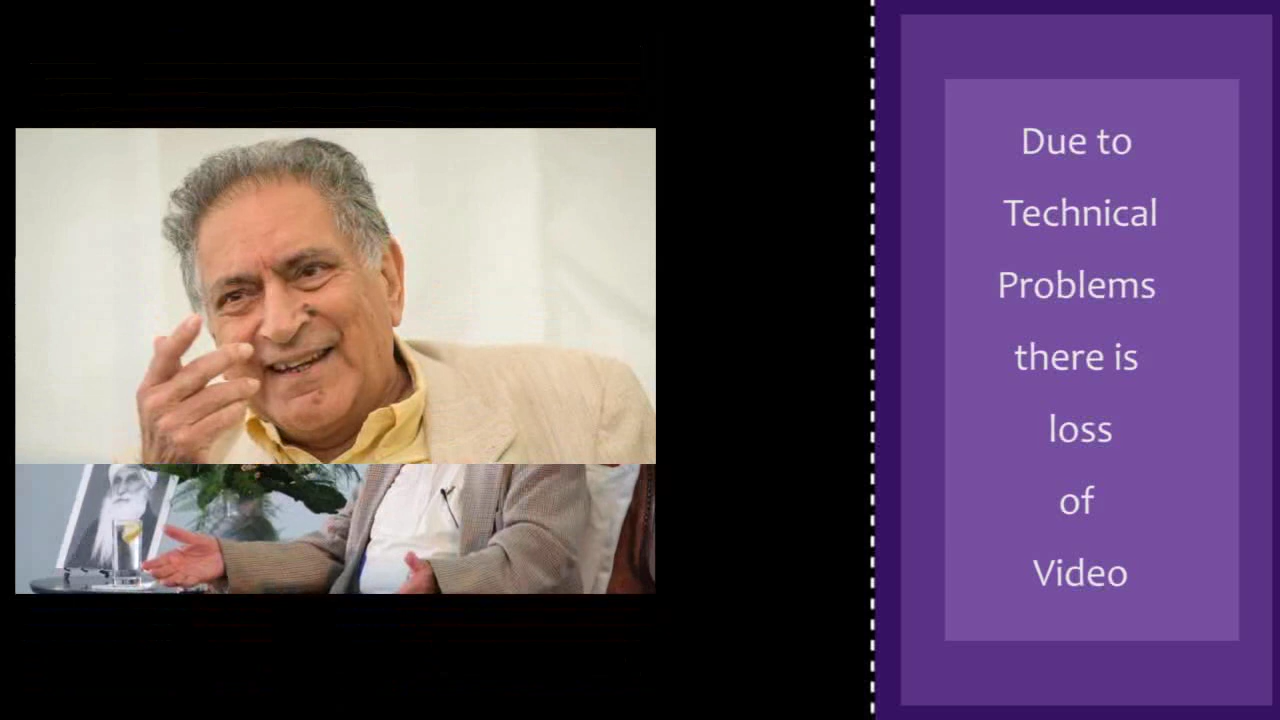 Due to
Technical
Problems
there is
loss
of
Video